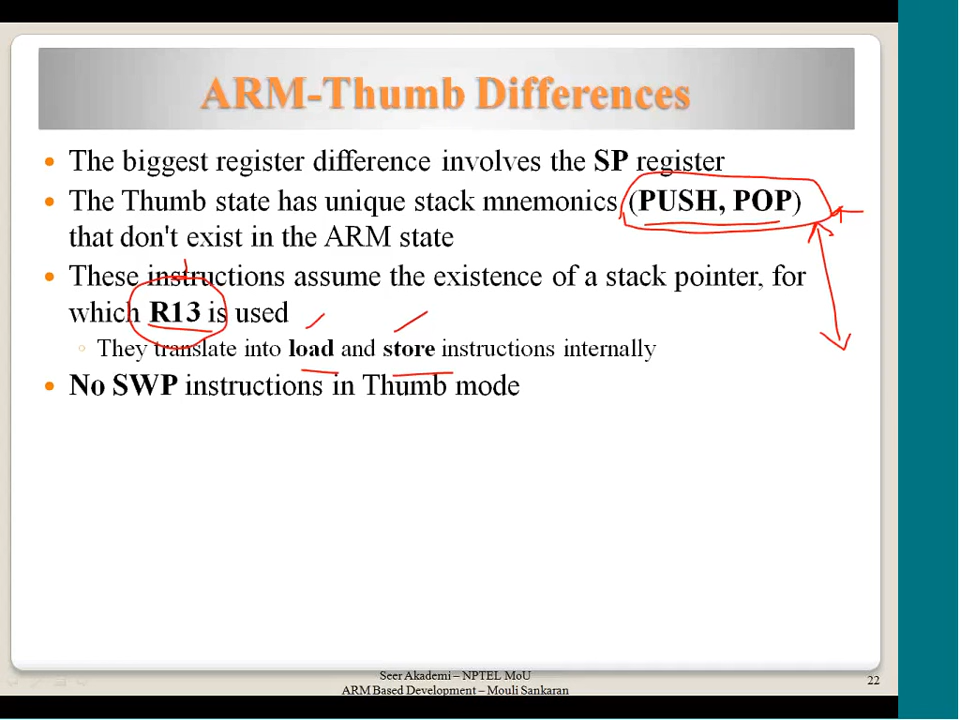 ARM-Thumb Differences
• The biggest register difference involves the SP register
• The Thumb state has unique stack mnemonics (PUSH, POP)
that don't exist in the ARM state
• These instructions assume the existence of a stack pointer, for
which R13 is used
◦ They translate into load and store instructions internally
• No SWP instructions in Thumb mode
Seer Akademi – NPTEL MoU
ARM Based Development – Mouli Sankaran
22